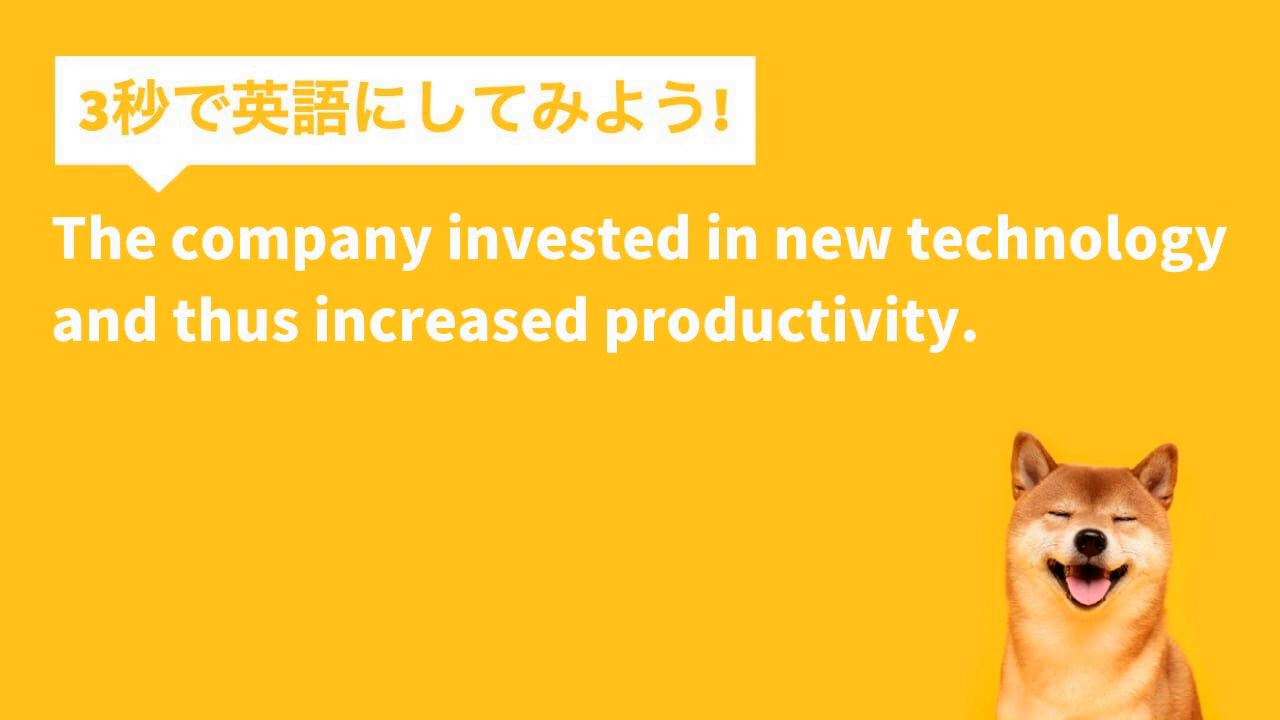 3秒で英語にしてみよう!
The company invested in new technology
and thus increased productivity.